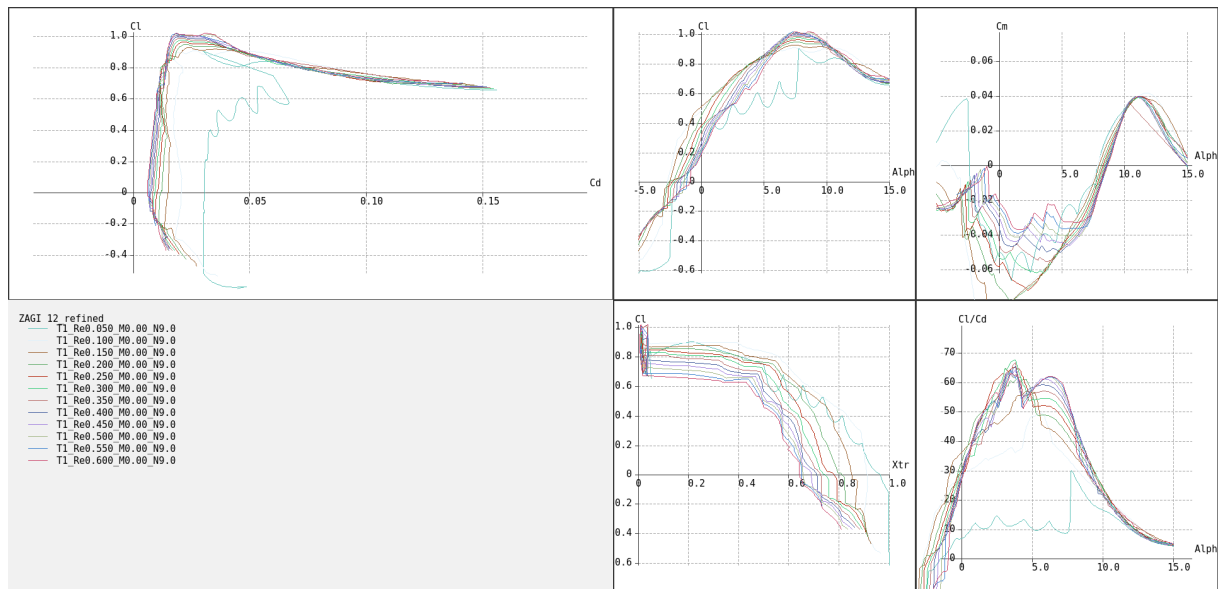 Cl
1.0
0.8
0.6
0.4
0.2
0
-0.2
-0.4
0
0.05
0.10
0.15
Cd
Cl
1.0
0.8
0.6
0.4
0.2
0
-0.2
-0.4
-0.6
-5.0
0
5.0
10.0
15.0
Alph
Cm
0.06
0.04
0.02
0
-0.02
-0.04
-0.06
0
5.0
10.0
15.0
Alph
ZAGI 12 refined
T1_Re0.050_M0.00_N9.0
T1_Re0.100_M0.00_N9.0
T1_Re0.150_M0.00_N9.0
T1_Re0.200_M0.00_N9.0
T1_Re0.250_M0.00_N9.0
T1_Re0.300_M0.00_N9.0
T1_Re0.350_M0.00_N9.0
T1_Re0.400_M0.00_N9.0
T1_Re0.450_M0.00_N9.0
T1_Re0.500_M0.00_N9.0
T1_Re0.550_M0.00_N9.0
T1_Re0.600_M0.00_N9.0
Cl
1.0
0.8
0.6
0.4
0.2
0
0.2
0.4
0.6
0
0.2
0.4
0.6
0.8
1.0
Xtr
Cl/Cd
70
60
50
40
30
20
10
0
0
5.0
10.0
15.0
Alph